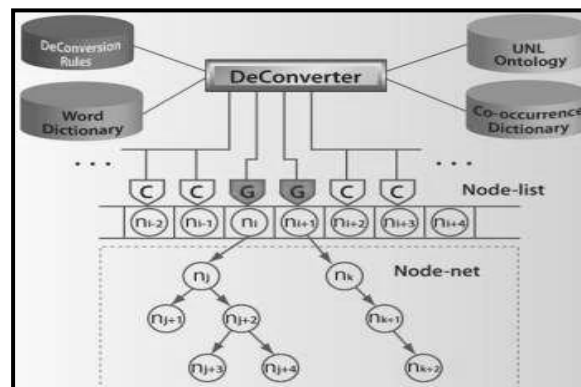 DeConversion
Rules
UNL
Ontology
DeConverter
Word
Dictionary
Co-occurrence
Dictionary
. . .
. . .
C C G G C C
Node-list
ni-2 ni-1 ni ni+1 ni+2 ni+3 ni+4
Node-net
nj nk
nj+1 nj+2 nk+1
nj+3 nj+4 nk+2